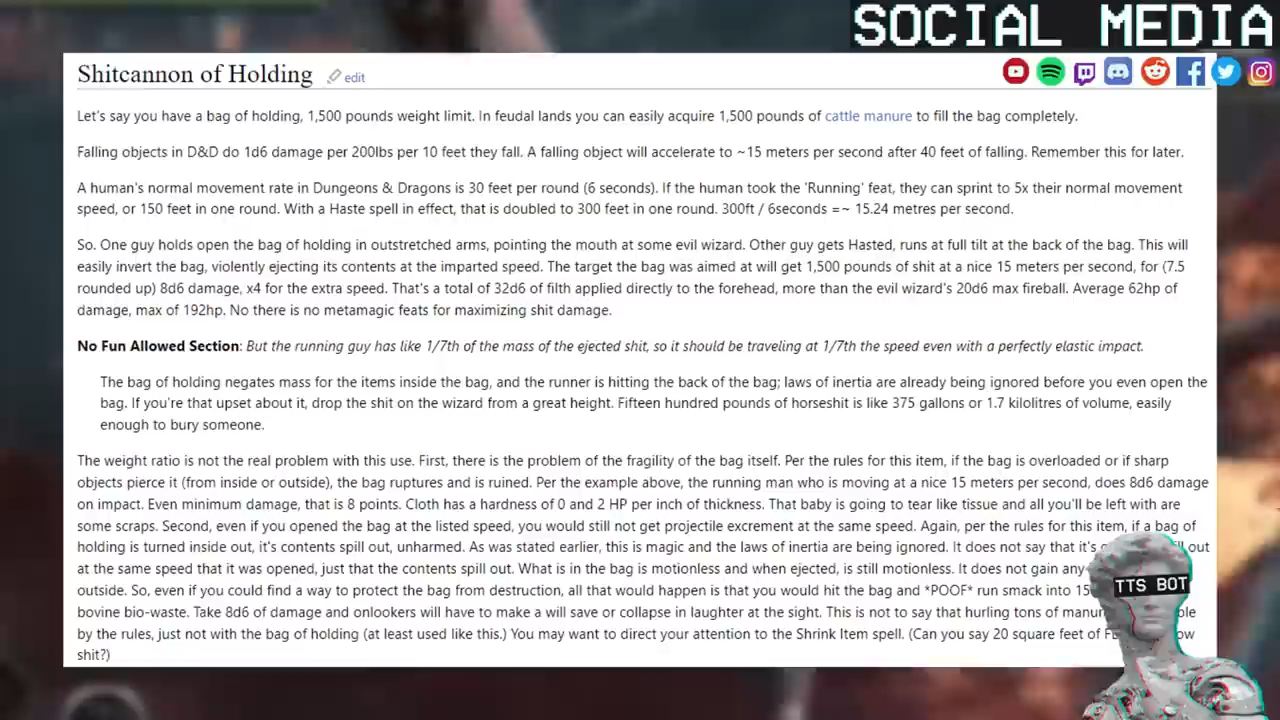 SOCIAL MEDIA
Shitcannon of Holding edit
Let's say you have a bag of holding, 1,500 pounds weight limit. In feudal lands you can easily acquire 1,500 pounds of cattle manure to fill the bag completely.
Falling objects in D&D do 1d6 damage per 200lbs per 10 feet they fall. A falling object will accelerate to ~15 meters per second after 40 feet of falling. Remember this for later.
A human's normal movement rate in Dungeons & Dragons is 30 feet per round (6 seconds). If the human took the 'Running' feat, they can sprint to 5x their normal movement
speed, or 150 feet in one round. With a Haste spell in effect, that is doubled to 300 feet in one round. 300ft / 6seconds =~ 15.24 metres per second.
So. One guy holds open the bag of holding in outstretched arms, pointing the mouth at some evil wizard. Other guy gets Hasted, runs at full tilt at the back of the bag. This will
easily invert the bag, violently ejecting its contents at the imparted speed. The target the bag was aimed at will get 1,500 pounds of shit at a nice 15 meters per second, for (7.5
rounded up) 8d6 damage, x4 for the extra speed. That's a total of 32d6 of filth applied directly to the forehead, more than the evil wizard's 20d6 max fireball. Average 62hp of
damage, max of 192hp. No there is no metamagic feats for maximizing shit damage.
No Fun Allowed Section: But the running guy has like 1/7th of the mass of the ejected shit, so it should be traveling at 1/7th the speed even with a perfectly elastic impact.
The bag of holding negates mass for the items inside the bag, and the runner is hitting the back of the bag; laws of inertia are already being ignored before you even open the
bag. If you're that upset about it, drop the shit on the wizard from a great height. Fifteen hundred pounds of horseshit is like 375 gallons or 1.7 kilolitres of volume, easily
enough to bury someone.
The weight ratio is not the real problem with this use. First, there is the problem of the fragility of the bag itself. Per the rules for this item, if the bag is overloaded or if sharp
objects pierce it (from inside or outside), the bag ruptures and is ruined. Per the example above, the running man who is moving at a nice 15 meters per second, does 8d6 damage
on impact. Even minimum damage, that is 8 points. Cloth has a hardness of 0 and 2 HP per inch of thickness. That baby is going to tear like tissue and all you'll be left with are
some scraps. Second, even if you opened the bag at the listed speed, you would still not get projectile excrement at the same speed. Again, per the rules for this item, if a bag of
holding is turned inside out, it's contents spill out, unharmed. As was stated earlier, this is magic and the laws of inertia are being ignored. It does not say that it's out
at the same speed that it was opened, just that the contents spill out. What is in the bag is motionless and when ejected, is still motionless. It does not gain any
outside. So, even if you could find a way to protect the bag from destruction, all that would happen is that you would hit the bag and *POOF* run smack into
bovine bio-waste. Take 8d6 of damage and onlookers will have to make a will save or collapse in laughter at the sight. This is not to say that hurling tons of
by the rules, just not with the bag of holding (at least used like this.) You may want to direct your attention to the Shrink Item spell. (Can you say 20 square feet of
shit?)
TTS BOT